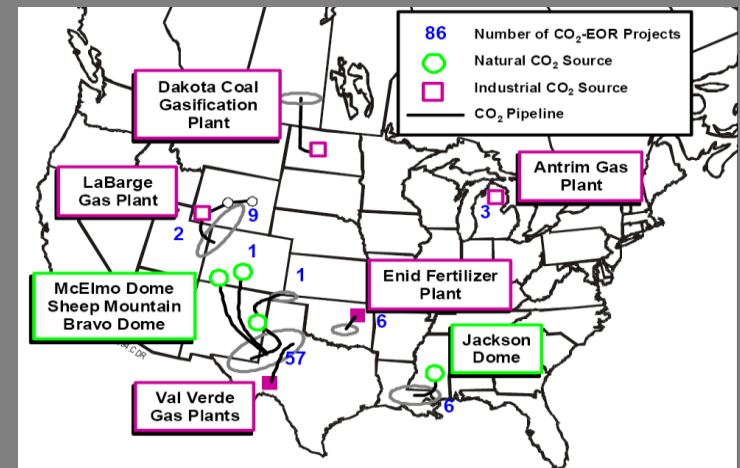 86 Number of CO₂-EOR Projects
Natural CO₂ Source
Industrial CO₂ Source
CO₂ Pipeline
Dakota Coal
Gasification
Plant
Antrim Gas
Plant
LaBarge
Gas Plant
3
9
2
1
1
McElmo Dome
Sheep Mountain
Bravo Dome
Enid Fertilizer
Plant
6
Jackson
Dome
57
Val Verde
Gas Plants
6